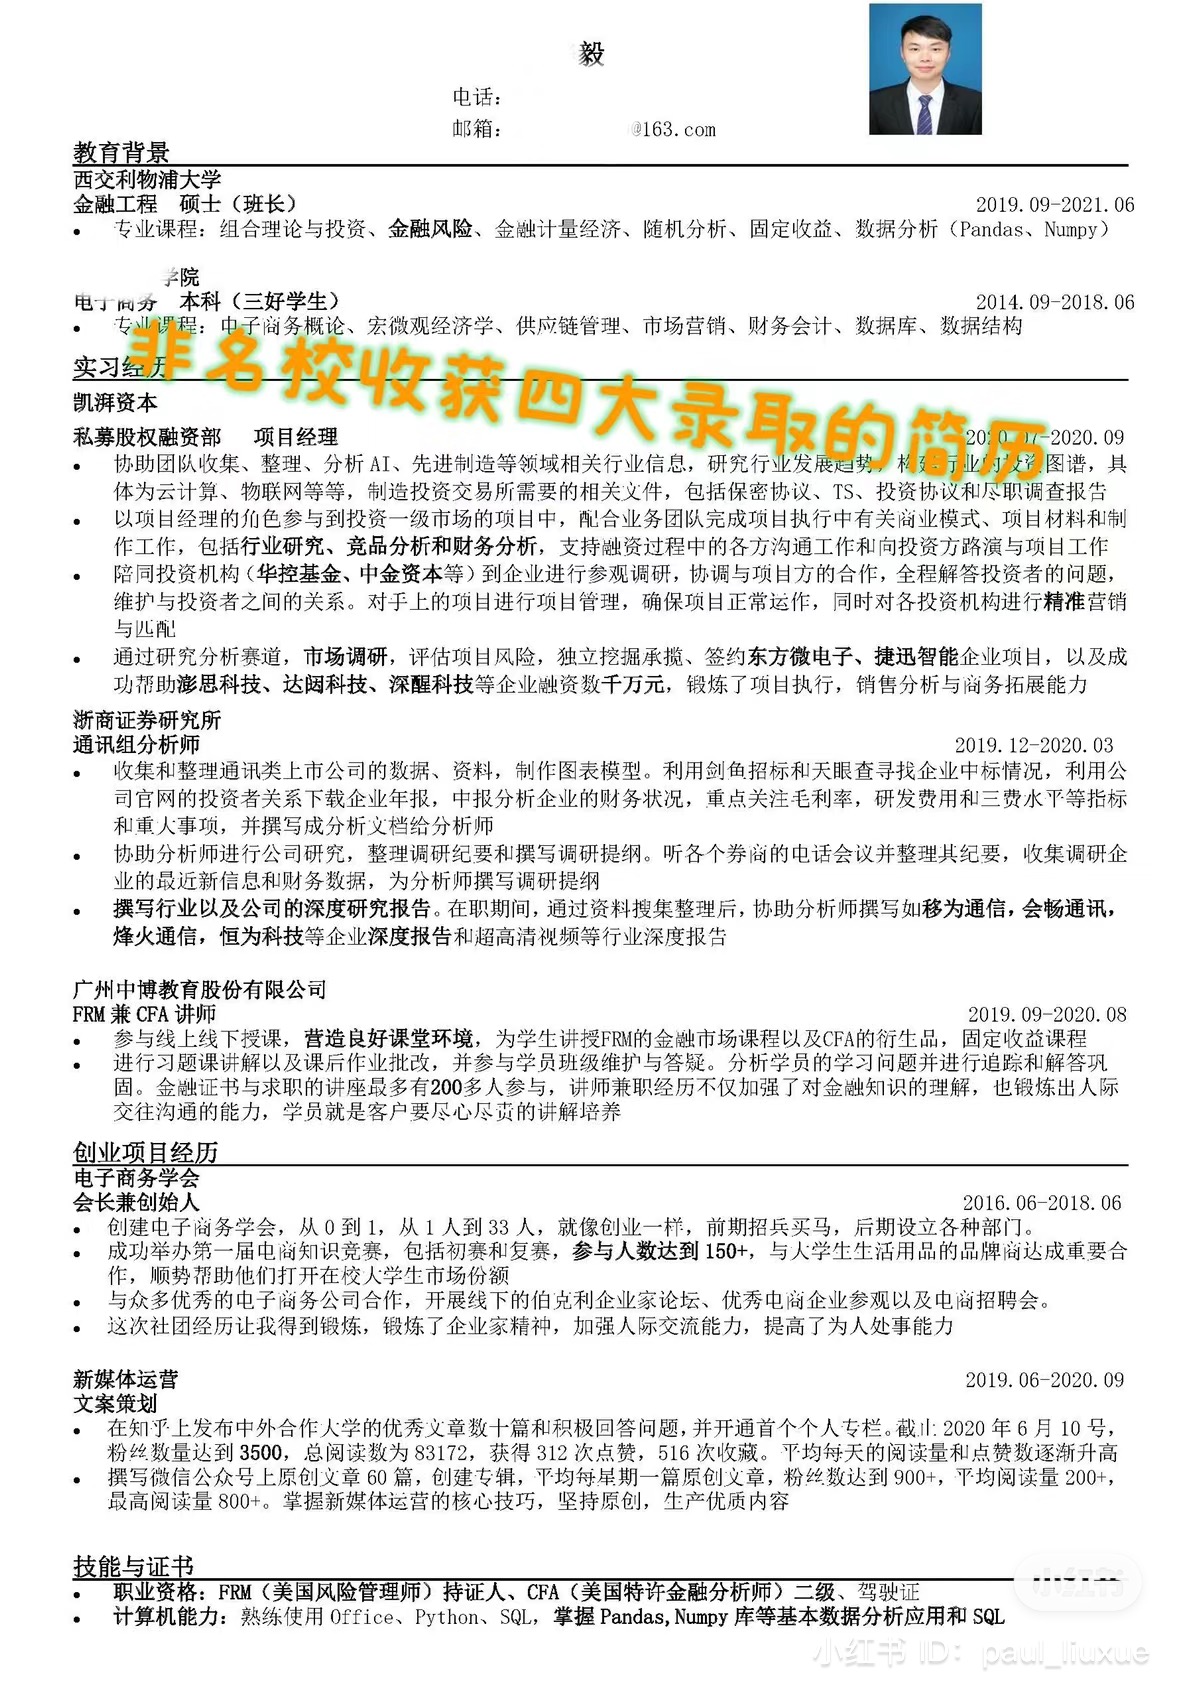 毅
电话：
邮箱：
@163.com
教育背景
西交利物浦大学
金融工程 硕士（班长） 2019.09-2021.06
• 专业课程：组合理论与投资、金融风险、金融计量经济、随机分析、固定收益、数据分析（Pandas、Numpy）
学院
电子商务 本科（三好学生） 2014.09-2018.06
• 专业课程：电子商务概论、宏微观经济学、供应链管理、市场营销、财务会计、数据库、数据结构
非名校收获四大录取的简历
实习经历
凯湃资本
私募股权融资部 项目经理 2020.07-2020.09
• 协助团队收集、整理、分析 AI、先进制造等领域相关行业信息，研究行业发展趋势，构建行业的投资图谱，具
体为云计算、物联网等等，制造投资交易所需要的相关文件，包括保密协议、TS、投资协议和尽职调查报告
• 以项目经理的角色参与到投资一级市场的项目中，配合业务团队完成项目执行中有关商业模式、项目材料和制
作工作，包括行业研究、竞品分析和财务分析，支持融资过程中的各方沟通工作和向投资方路演与项目工作
• 陪同投资机构（华控基金、中金资本等）到企业进行参观调研，协调与项目方的合作，全程解答投资者的问题，
维护与投资者之间的关系。对手上的项目进行项目管理，确保项目正常运作，同时对各投资机构进行精准营销
与匹配
• 通过研究分析赛道，市场调研，评估项目风险，独立挖掘承揽、签约东方微电子、捷迅智能企业项目，以及成
功帮助澎思科技、达闼科技、深醒科技等企业融资数千万元，锻炼了项目执行，销售分析与商务拓展能力
浙商证券研究所
通讯组分析师 2019.12-2020.03
• 收集和整理通讯类上市公司的数据、资料，制作图表模型。利用剑鱼招标和天眼查寻找企业中标情况，利用公
司官网的投资者关系下载企业年报，中报分析企业的财务状况，重点关注毛利率，研发费用和三费水平等指标
和重大事项，并撰写成分析文档给分析师
• 协助分析师进行公司研究，整理调研纪要和撰写调研提纲。听各个券商的电话会议并整理其纪要，收集调研企
业的最近新信息和财务数据，为分析师撰写调研提纲
• 撰写行业以及公司的深度研究报告。在职期间，通过资料搜集整理后，协助分析师撰写如移为通信，会畅通讯，
烽火通信，恒为科技等企业深度报告和超高清视频等行业深度报告
广州中博教育股份有限公司
FRM 兼 CFA 讲师 2019.09-2020.08
• 参与线上线下授课，营造良好课堂环境，为学生讲授FRM的金融市场课程以及CFA的衍生品，固定收益课程
• 进行习题课讲解以及课后作业批改，并参与学员班级维护与答疑。分析学员的学习问题并进行追踪和解答巩
固。金融证书与求职的讲座最多有200多人参与，讲师兼职经历不仅加强了对金融知识的理解，也锻炼出人际
交往沟通的能力，学员就是客户要尽心尽责的讲解培养
创业项目经历
电子商务学会
会长兼创始人 2016.06-2018.06
• 创建电子商务学会，从 0 到 1，从 1 人到 33 人，就像创业一样，前期招兵买马，后期设立各种部门。
• 成功举办第一届电商知识竞赛，包括初赛和复赛，参与人数达到 150+，与大学生生活用品的品牌商达成重要合
作，顺势帮助他们打开在校大学生市场份额
• 与众多优秀的电子商务公司合作，开展线下的伯克利企业家论坛、优秀电商企业参观以及电商招聘会。
• 这次社团经历让我得到锻炼，锻炼了企业家精神，加强人际交流能力，提高了为人处事能力
新媒体运营 2019.06-2020.09
文案策划
• 在知乎上发布中外合作大学的优秀文章数十篇和积极回答问题，并开通首个个人专栏。截止 2020 年 6 月 10 号，
粉丝数量达到 3500，总阅读数为 83172，获得 312 次点赞，516 次收藏。平均每天的阅读量和点赞数逐渐升高
• 撰写微信公众号上原创文章 60 篇，创建专辑，平均每星期一篇原创文章，粉丝数达到 900+，平均阅读量 200+，
最高阅读量 800+。掌握新媒体运营的核心技巧，坚持原创，生产优质内容
技能与证书
• 职业资格：FRM（美国风险管理师）持证人、CFA（美国特许金融分析师）二级、驾驶证
• 计算机能力：熟练使用 Office、Python、SQL，掌握 Pandas,Numpy 库等基本数据分析应用和 SQL
小红书
小红书 ID：paul_liuxue